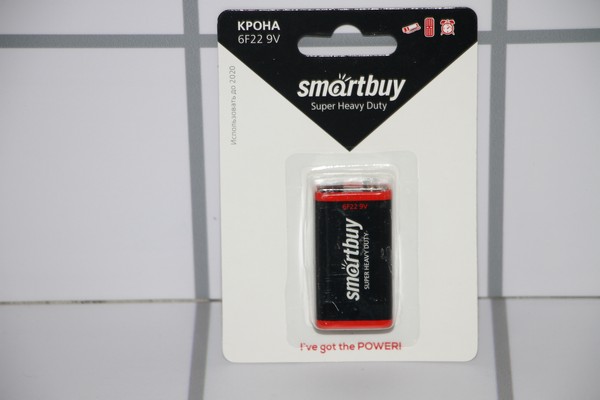 КРОНА
6F22 9V
smartbuy
Super Heavy Duty
Использовать до 2020
6F22 9V
smartbuy
SUPER HEAVY DUTY
I've got the POWER!